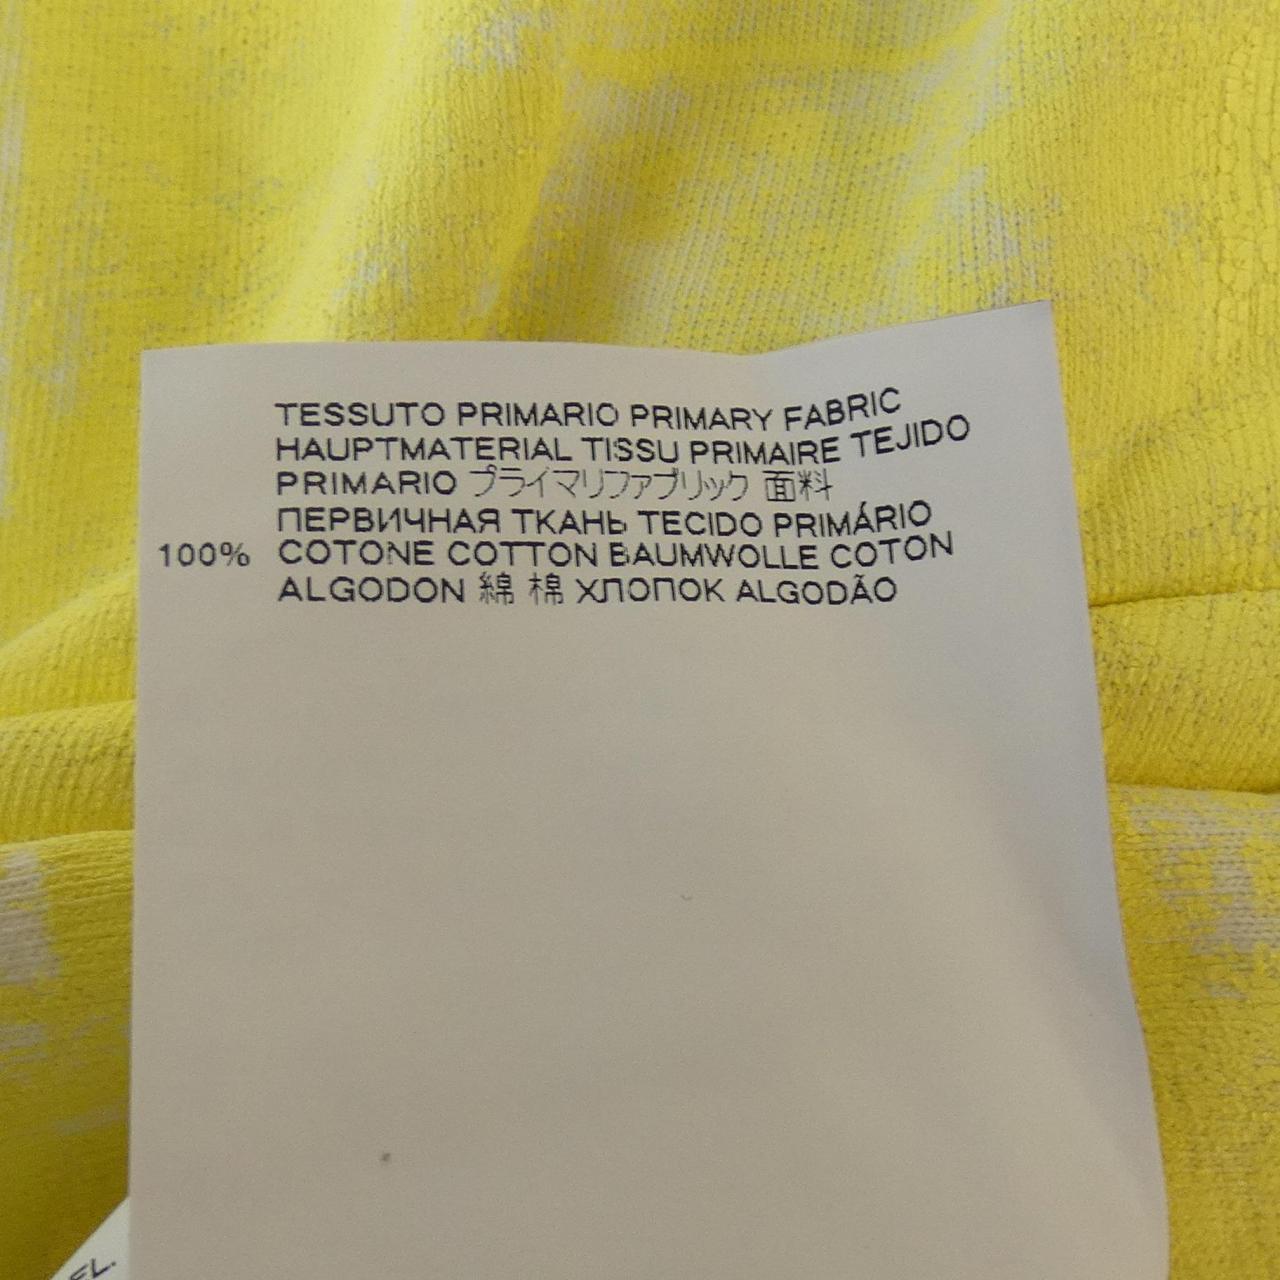 TESSUTO PRIMARIO PRIMARY FABRIC
HAUPTMATERIAL TISSU PRIMAIRE TEJIDO
PRIMARIO プライマリファブリック 面料
ПЕРВИЧНАЯ ТКАНЬ TECIDO PRIMÁRIO
100% COTONE COTTON BAUMWOLLE COTON
ALGODON 綿 棉 ХЛОПОК ALGODÃO
EL.